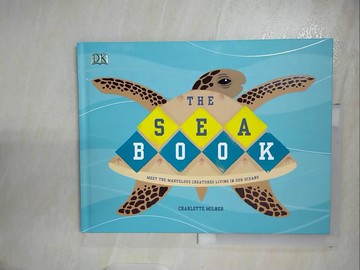 DK
THE
SEA
BOOK
MEET THE MARVELOUS CREATURES LIVING IN OUR OCEANS
CHARLOTTE MILNER